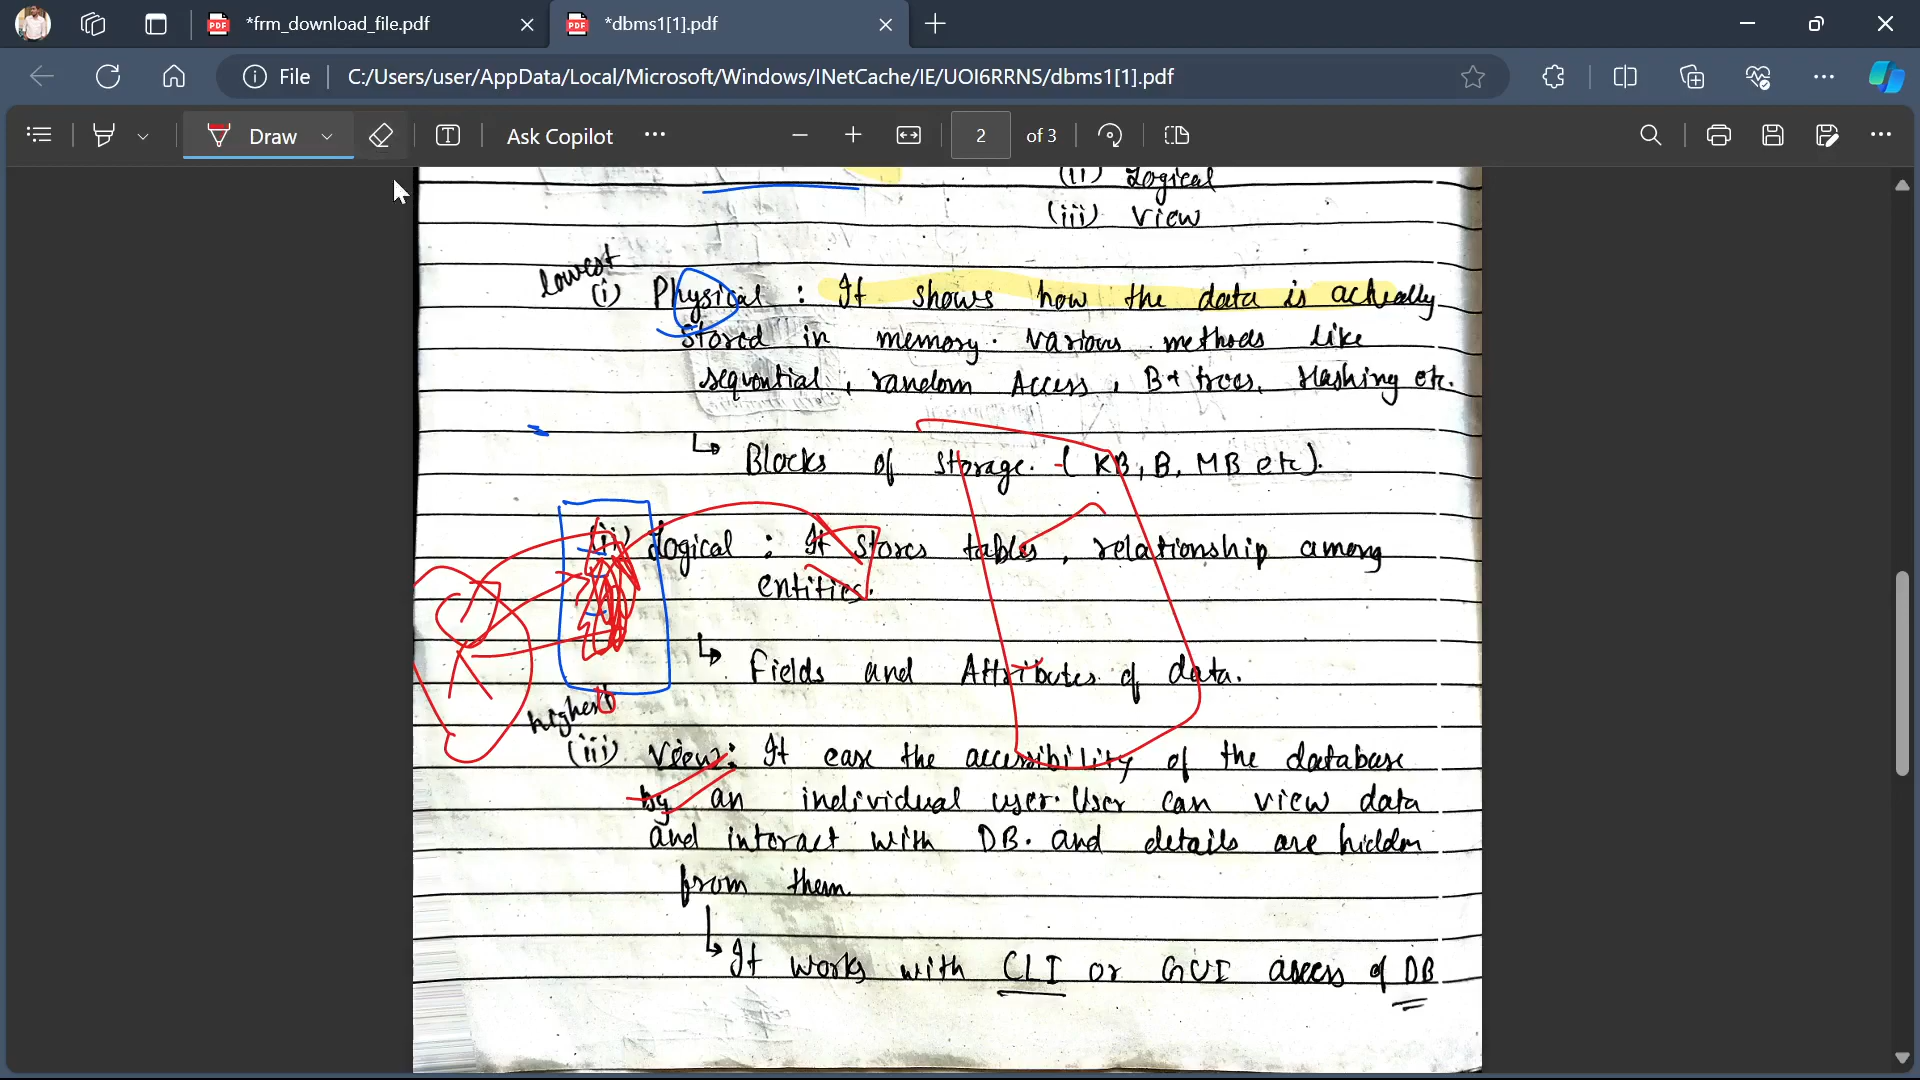 *frm_download_file.pdf
*dbms1[1].pdf
File
C:/Users/user/AppData/Local/Microsoft/Windows/INetCache/IE/UOI6RRNS/dbms1[1].pdf
Draw
Ask Copilot
2 of 3
(ii) Logical
(iii) View
lowest
(i) Physical : It shows how the data is actually
stored in memory. Various methods like
sequential, random Access, B+ trees, Hashing etc.
↳ Blocks of storage. (KB, B, MB etc).
(ii) Logical : It stores tables, relationship among
entities.
↳ Fields and Attributes of data.
highest
(iii) View: It ease the accessibility of the database
by an individual user. User can view data
and interact with DB. and details are hidden
from them.
↳ It works with CLI or GUI access of DB